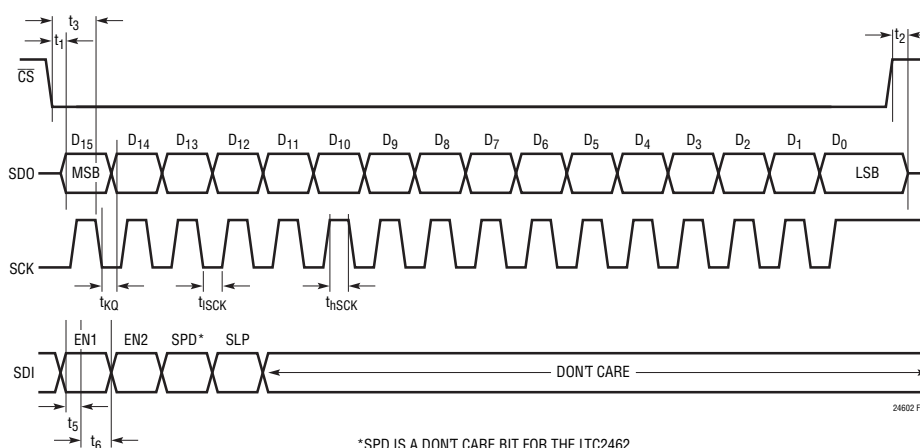 t3
t1
t2
CS
D15 D14 D13 D12 D11 D10 D9 D8 D7 D6 D5 D4 D3 D2 D1 D0
SDO MSB LSB
SCK
tKQ tlSCK thSCK
EN1 EN2 SPD* SLP
SDI DON'T CARE
t5
t6
24602 F
*SPD IS A DON'T CARE BIT FOR THE LTC2462